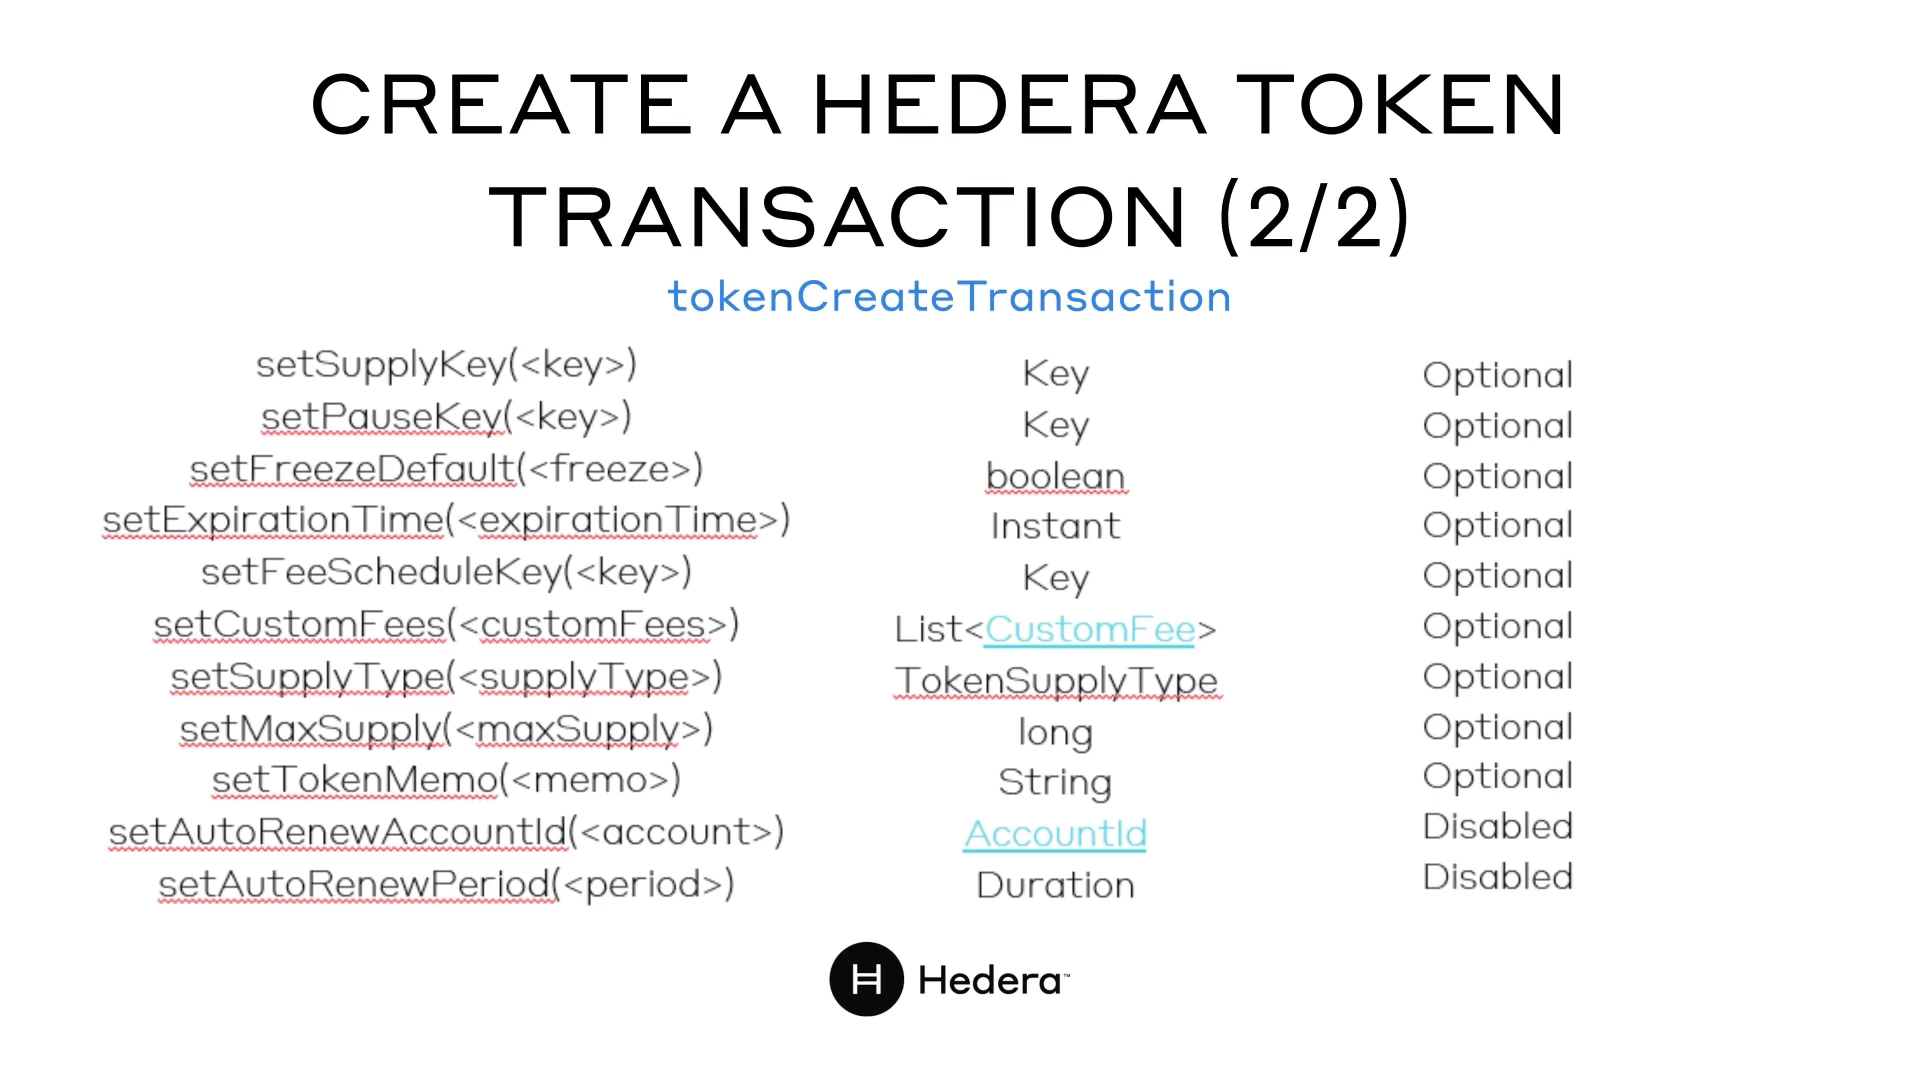 CREATE A HEDERA TOKEN
TRANSACTION (2/2)
tokenCreateTransaction
setSupplyKey(<key>) Key Optional
setPauseKey(<key>) Key Optional
setFreezeDefault(<freeze>) boolean Optional
setExpirationTime(<expirationTime>) Instant Optional
setFeeScheduleKey(<key>) Key Optional
setCustomFees(<customFees>) List<CustomFee> Optional
setSupplyType(<supplyType>) TokenSupplyType Optional
setMaxSupply(<maxSupply>) long Optional
setTokenMemo(<memo>) String Optional
setAutoRenewAccountId(<account>) AccountId Disabled
setAutoRenewPeriod(<period>) Duration Disabled
H Hedera™